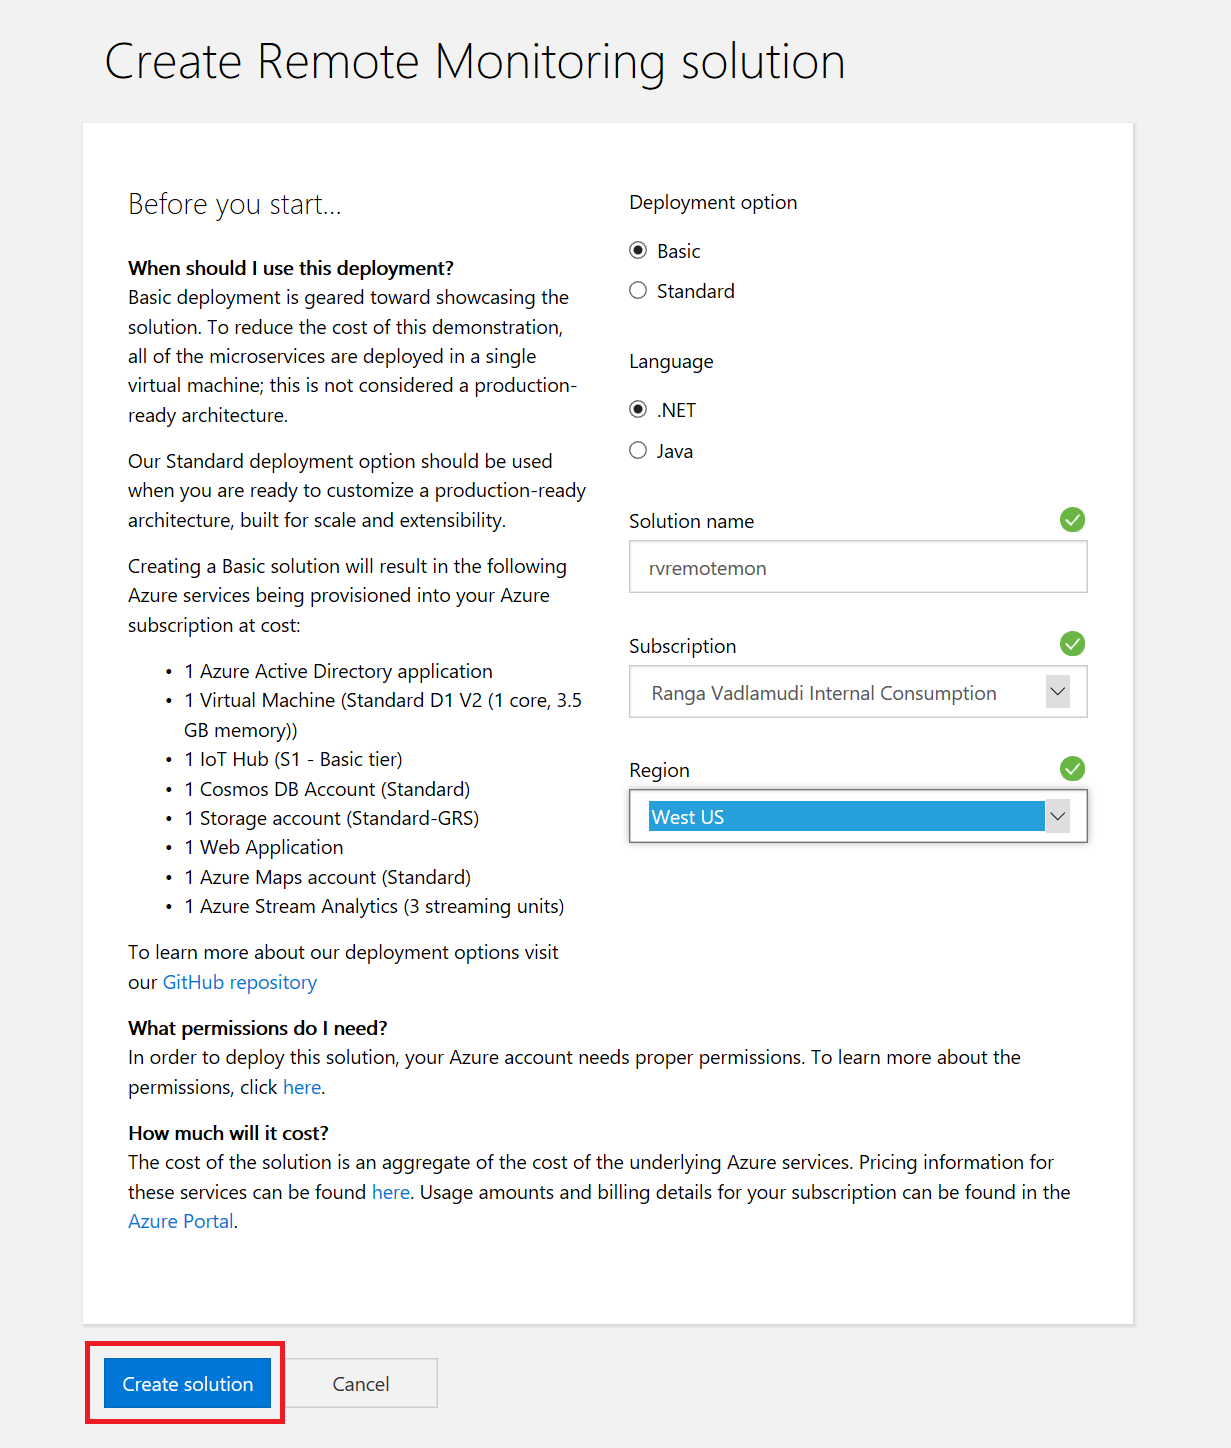 Create Remote Monitoring solution
Before you start...
When should I use this deployment?
Basic deployment is geared toward showcasing the
solution. To reduce the cost of this demonstration,
all of the microservices are deployed in a single
virtual machine; this is not considered a production-
ready architecture.
Our Standard deployment option should be used
when you are ready to customize a production-ready
architecture, built for scale and extensibility.
Creating a Basic solution will result in the following
Azure services being provisioned into your Azure
subscription at cost:
• 1 Azure Active Directory application
• 1 Virtual Machine (Standard D1 V2 (1 core, 3.5
GB memory))
• 1 IoT Hub (S1 - Basic tier)
• 1 Cosmos DB Account (Standard)
• 1 Storage account (Standard-GRS)
• 1 Web Application
• 1 Azure Maps account (Standard)
• 1 Azure Stream Analytics (3 streaming units)
To learn more about our deployment options visit
our GitHub repository
Deployment option
Basic
Standard
Language
.NET
Java
Solution name
rvremotemon
Subscription
Ranga Vadlamudi Internal Consumption
Region
West US
What permissions do I need?
In order to deploy this solution, your Azure account needs proper permissions. To learn more about the
permissions, click here.
How much will it cost?
The cost of the solution is an aggregate of the cost of the underlying Azure services. Pricing information for
these services can be found here. Usage amounts and billing details for your subscription can be found in the
Azure Portal.
Create solution
Cancel